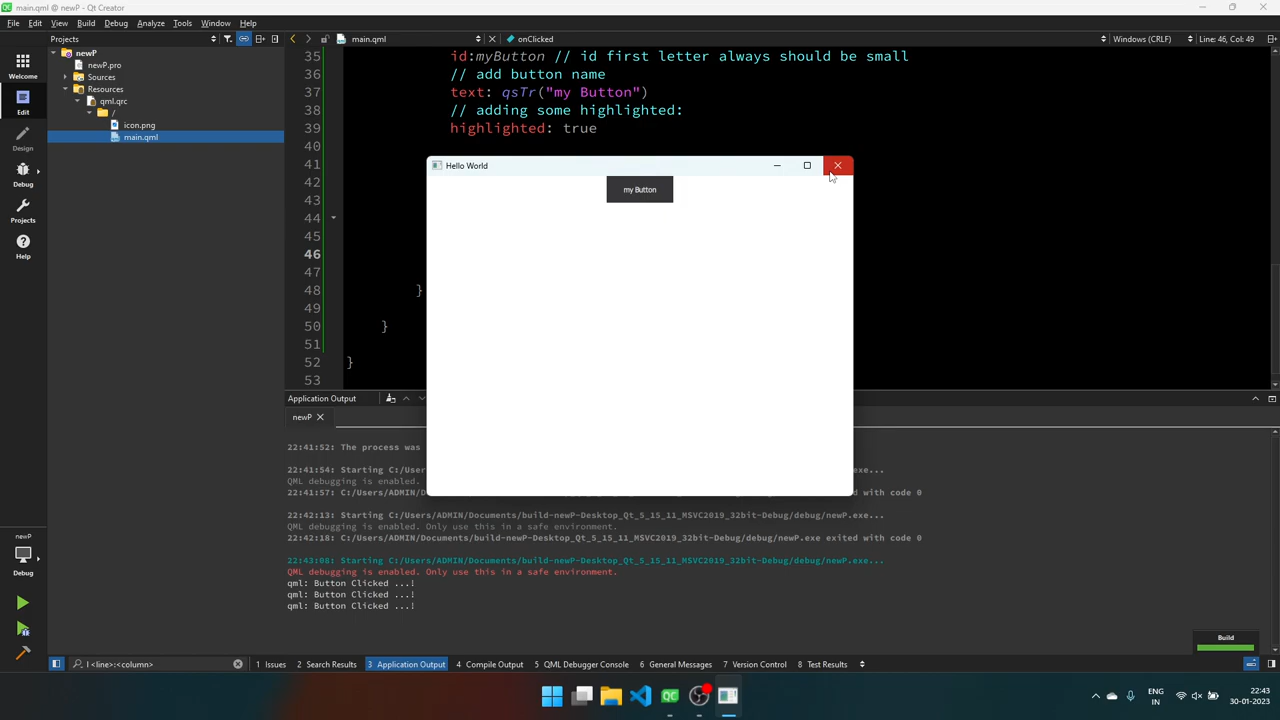 main.qml @ newP - Qt Creator
File Edit View Build Debug Analyze Tools Window Help
Projects
main.qml
onClicked
Windows (CRLF)
Line: 46, Col: 49
Welcome
Edit
Design
Debug
Projects
Help
newP
newP.pro
Sources
Resources
qml.qrc
/
icon.png
main.qml
35 id:myButton // id first letter always should be small
36 // add button name
37 text: qsTr("my Button")
38 // adding some highlighted:
39 highlighted: true
40
41
42
43
44
45
46
47
48 }
49
50 }
51
52 }
53
Hello World
my Button
Application Output
newP
22:41:52: The process was
22:41:54: Starting C:/User
exe...
QML debugging is enabled.
22:41:57: C:/Users/ADMIN/D
ed with code 0
22:42:13: Starting C:/Users/ADMIN/Documents/build-newP-Desktop_Qt_5_15_11_MSVC2019_32bit-Debug/debug/newP.exe...
QML debugging is enabled. Only use this in a safe environment.
22:42:18: C:/Users/ADMIN/Documents/build-newP-Desktop_Qt_5_15_11_MSVC2019_32bit-Debug/debug/newP.exe exited with code 0
22:43:08: Starting C:/Users/ADMIN/Documents/build-newP-Desktop_Qt_5_15_11_MSVC2019_32bit-Debug/debug/newP.exe...
QML debugging is enabled. Only use this in a safe environment.
qml: Button Clicked ...!
qml: Button Clicked ...!
qml: Button Clicked ...!
newP
Debug
Build
l <line>:<column>
1 Issues
2 Search Results
3 Application Output
4 Compile Output
5 QML Debugger Console
6 General Messages
7 Version Control
8 Test Results
ENG
IN
22:43
30-01-2023